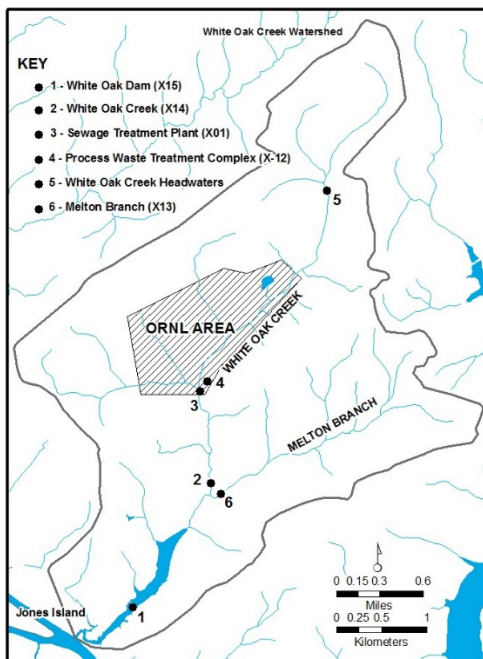 White Oak Creek Watershed
KEY
1 - White Oak Dam (X15)
2 - White Oak Creek (X14)
3 - Sewage Treatment Plant (X01)
4 - Process Waste Treatment Complex (X-12)
5 - White Oak Creek Headwaters
6 - Melton Branch (X13)
5
ORNL AREA
WHITE OAK CREEK
4
3
MELTON BRANCH
2
6
1
Jones Island
0 0.15 0.3 0.6
Miles
0 0.25 0.5 1
Kilometers